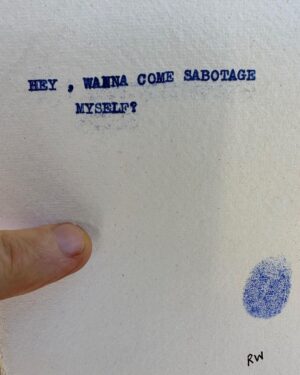 HEY , WANNA COME SABOTAGE
MYSELF?
RW